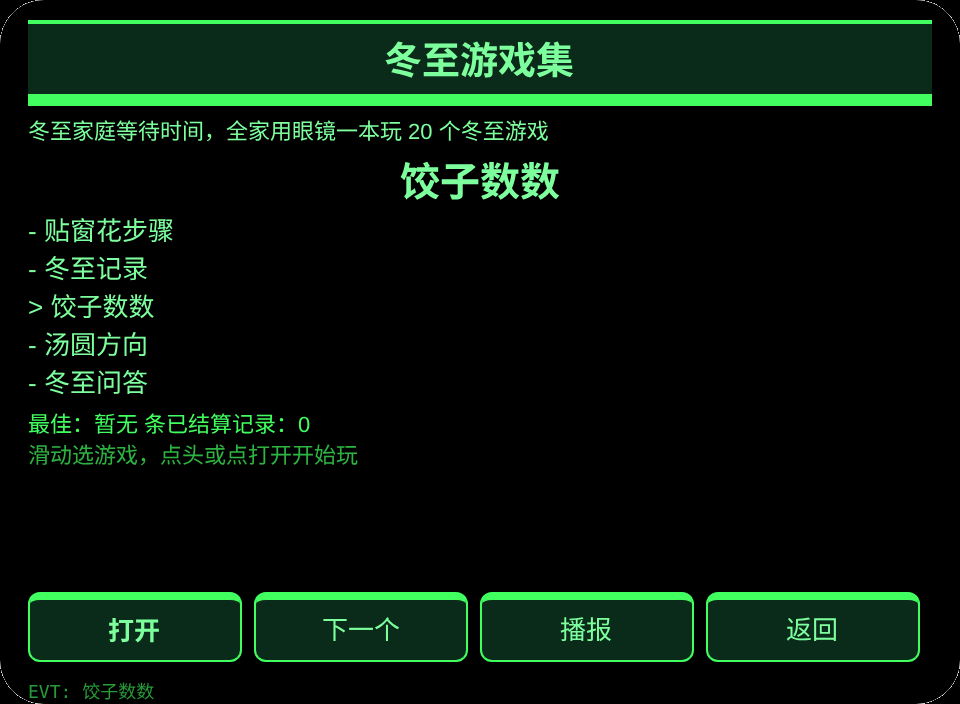 冬至游戏集
冬至家庭等待时间，全家用眼镜一本玩 20 个冬至游戏
饺子数数
- 贴窗花步骤
- 冬至记录
> 饺子数数
- 汤圆方向
- 冬至问答
最佳：暂无 条已结算记录：0
滑动选游戏，点头或点打开开始玩
打开 下一个 播报 返回
EVT: 饺子数数